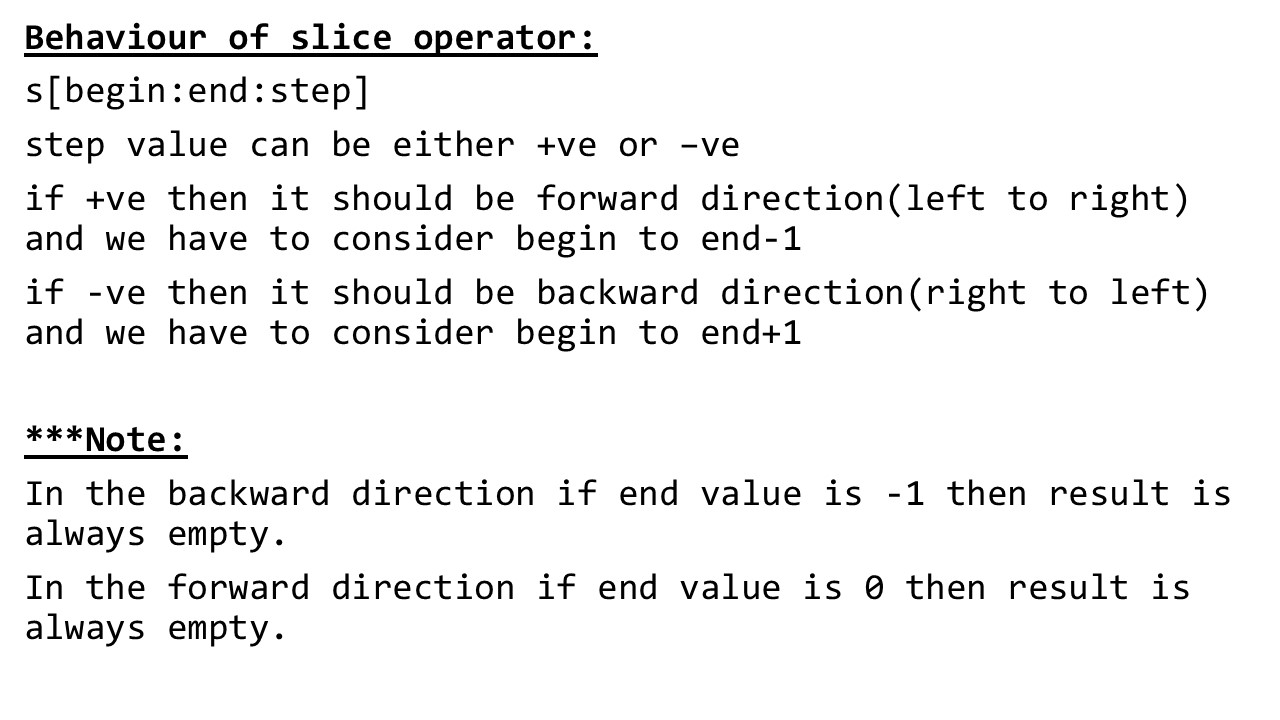 Behaviour of slice operator:
s[begin:end:step]
step value can be either +ve or –ve
if +ve then it should be forward direction(left to right)
and we have to consider begin to end-1
if -ve then it should be backward direction(right to left)
and we have to consider begin to end+1
***Note:
In the backward direction if end value is -1 then result is
always empty.
In the forward direction if end value is 0 then result is
always empty.